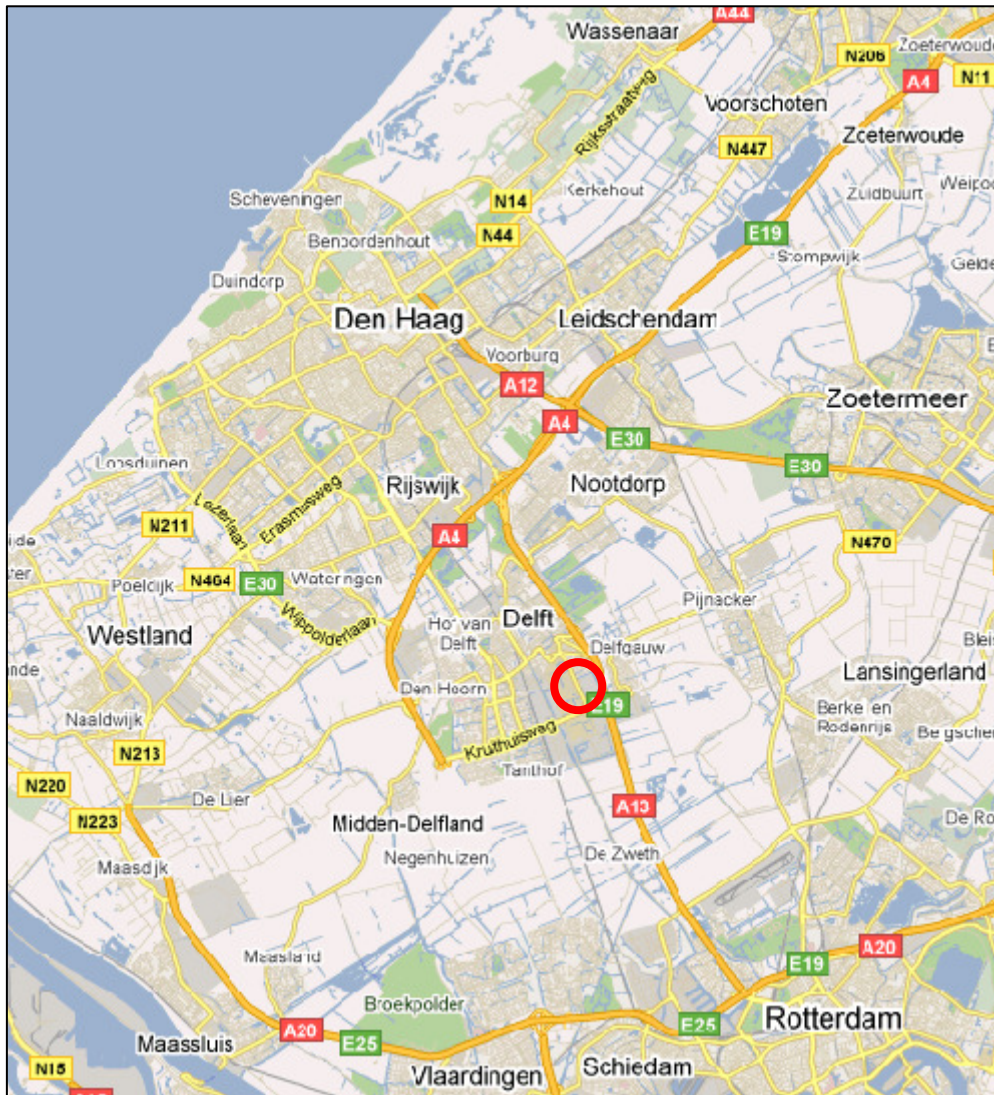 A44
Wassenaar
N206
Zoeterwoude
A4
N11
Rijksstraatweg
Voorschoten
Zoeterwoude
N447
Kerkehout
Zuidbuurt
Scheveningen
N14
N44
Benoordenhout
E19
Stompwijk
Gelde
Duindorp
Den Haag
Leidschendam
Voorburg
A12
Zoetermeer
A4
E30
E30
Loosduinen
Rijswijk
Nootdorp
Lozerlaan
Erasmusweg
N211
A4
N470
N464
E30
Wateringen
Poeldijk
Pijnacker
Wippolderlaan
Westland
Hof van
Delft
Delft
Delfgauw
Lansingerland
Den Hoorn
E19
Naaldwijk
Berkel en
Rodenrijs
Kruithuisweg
N213
Tanthof
N220
De Lier
A13
N223
Midden-Delfland
De Ro
Maasdijk
Negenhuizen
De Zweth
Maasland
A20
E19
Broekpolder
A20
E25
E25
Rotterdam
Maassluis
Vlaardingen
Schiedam
N15